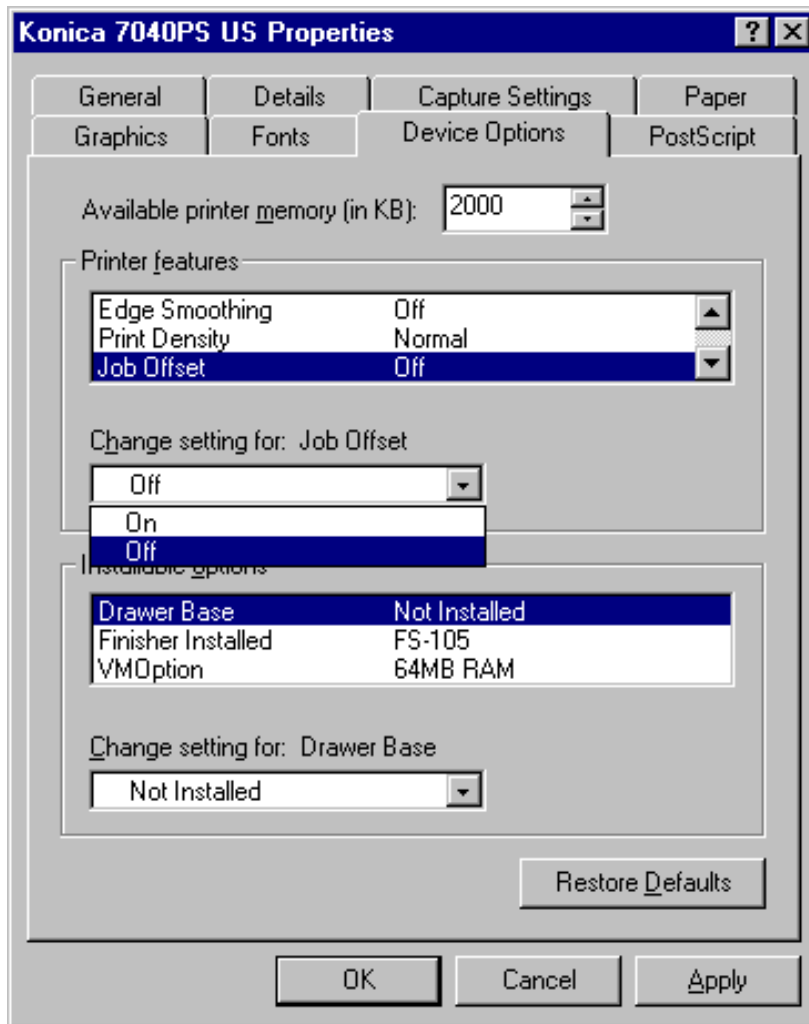 Konica 7040PS US Properties
General Details Capture Settings Paper
Graphics Fonts Device Options PostScript
Available printer memory (in KB): 2000
Printer features
Edge Smoothing Off
Print Density Normal
Job Offset Off
Change setting for: Job Offset
Off
On
Off
Installable options
Drawer Base Not Installed
Finisher Installed FS-105
VMOption 64MB RAM
Change setting for: Drawer Base
Not Installed
Restore Defaults
OK Cancel Apply